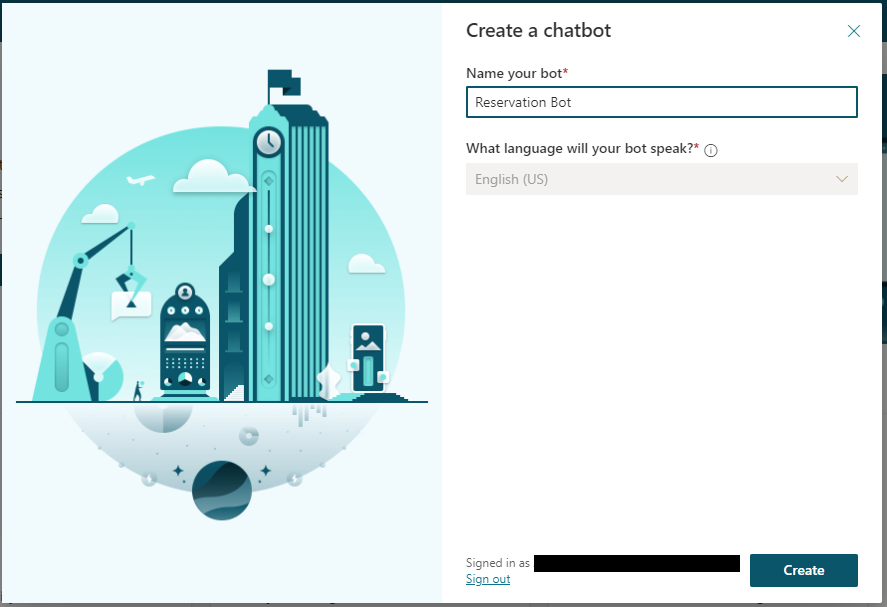 Create a chatbot
Name your bot*
Reservation Bot
What language will your bot speak?*
English (US)
Signed in as
Sign out
Create